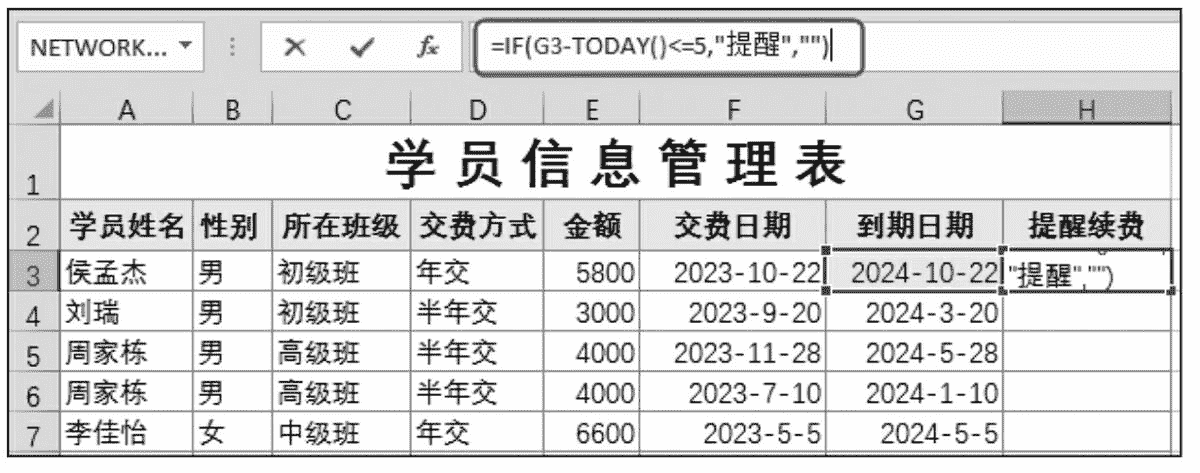 NETWORK... fx =IF(G3-TODAY()<=5,"提醒","")
A B C D E F G H
1 学员信息管理表
2 学员姓名 性别 所在班级 交费方式 金额 交费日期 到期日期 提醒续费
3 侯孟杰 男 初级班 年交 5800 2023-10-22 2024-10-22 "提醒","")
4 刘瑞 男 初级班 半年交 3000 2023-9-20 2024-3-20
5 周家栋 男 高级班 半年交 4000 2023-11-28 2024-5-28
6 周家栋 男 高级班 半年交 4000 2023-7-10 2024-1-10
7 李佳怡 女 中级班 年交 6600 2023-5-5 2024-5-5